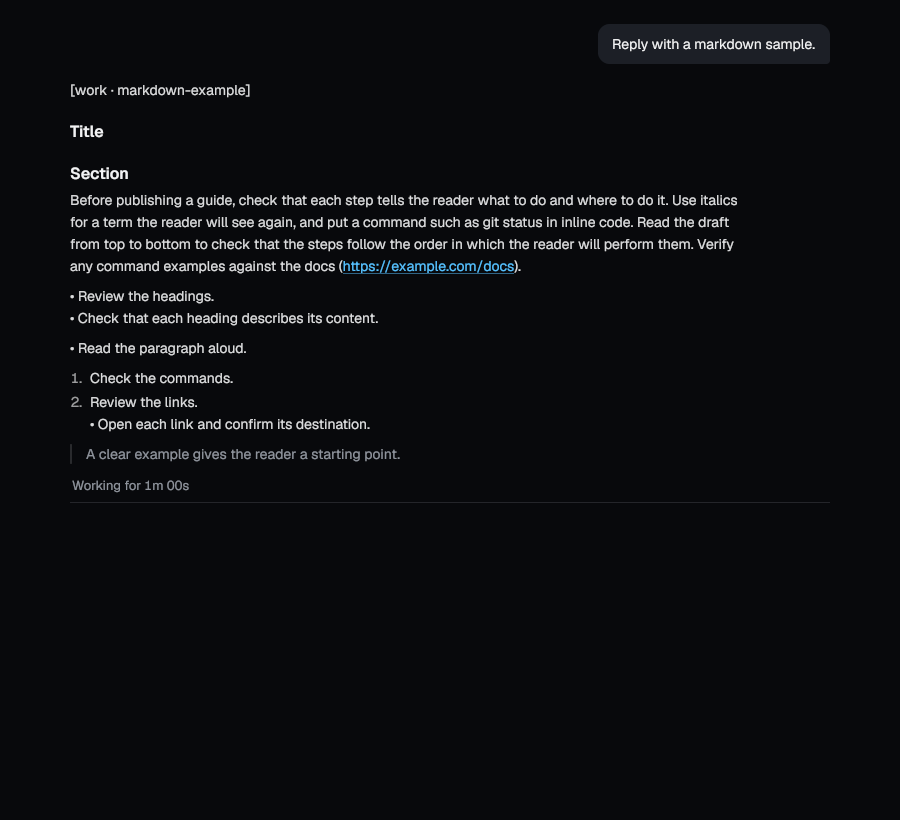 Reply with a markdown sample.
[work · markdown-example]
Title
Section
Before publishing a guide, check that each step tells the reader what to do and where to do it. Use italics
for a term the reader will see again, and put a command such as git status in inline code. Read the draft
from top to bottom to check that the steps follow the order in which the reader will perform them. Verify
any command examples against the docs (https://example.com/docs).
• Review the headings.
• Check that each heading describes its content.
• Read the paragraph aloud.
1. Check the commands.
2. Review the links.
• Open each link and confirm its destination.
A clear example gives the reader a starting point.
Working for 1m 00s